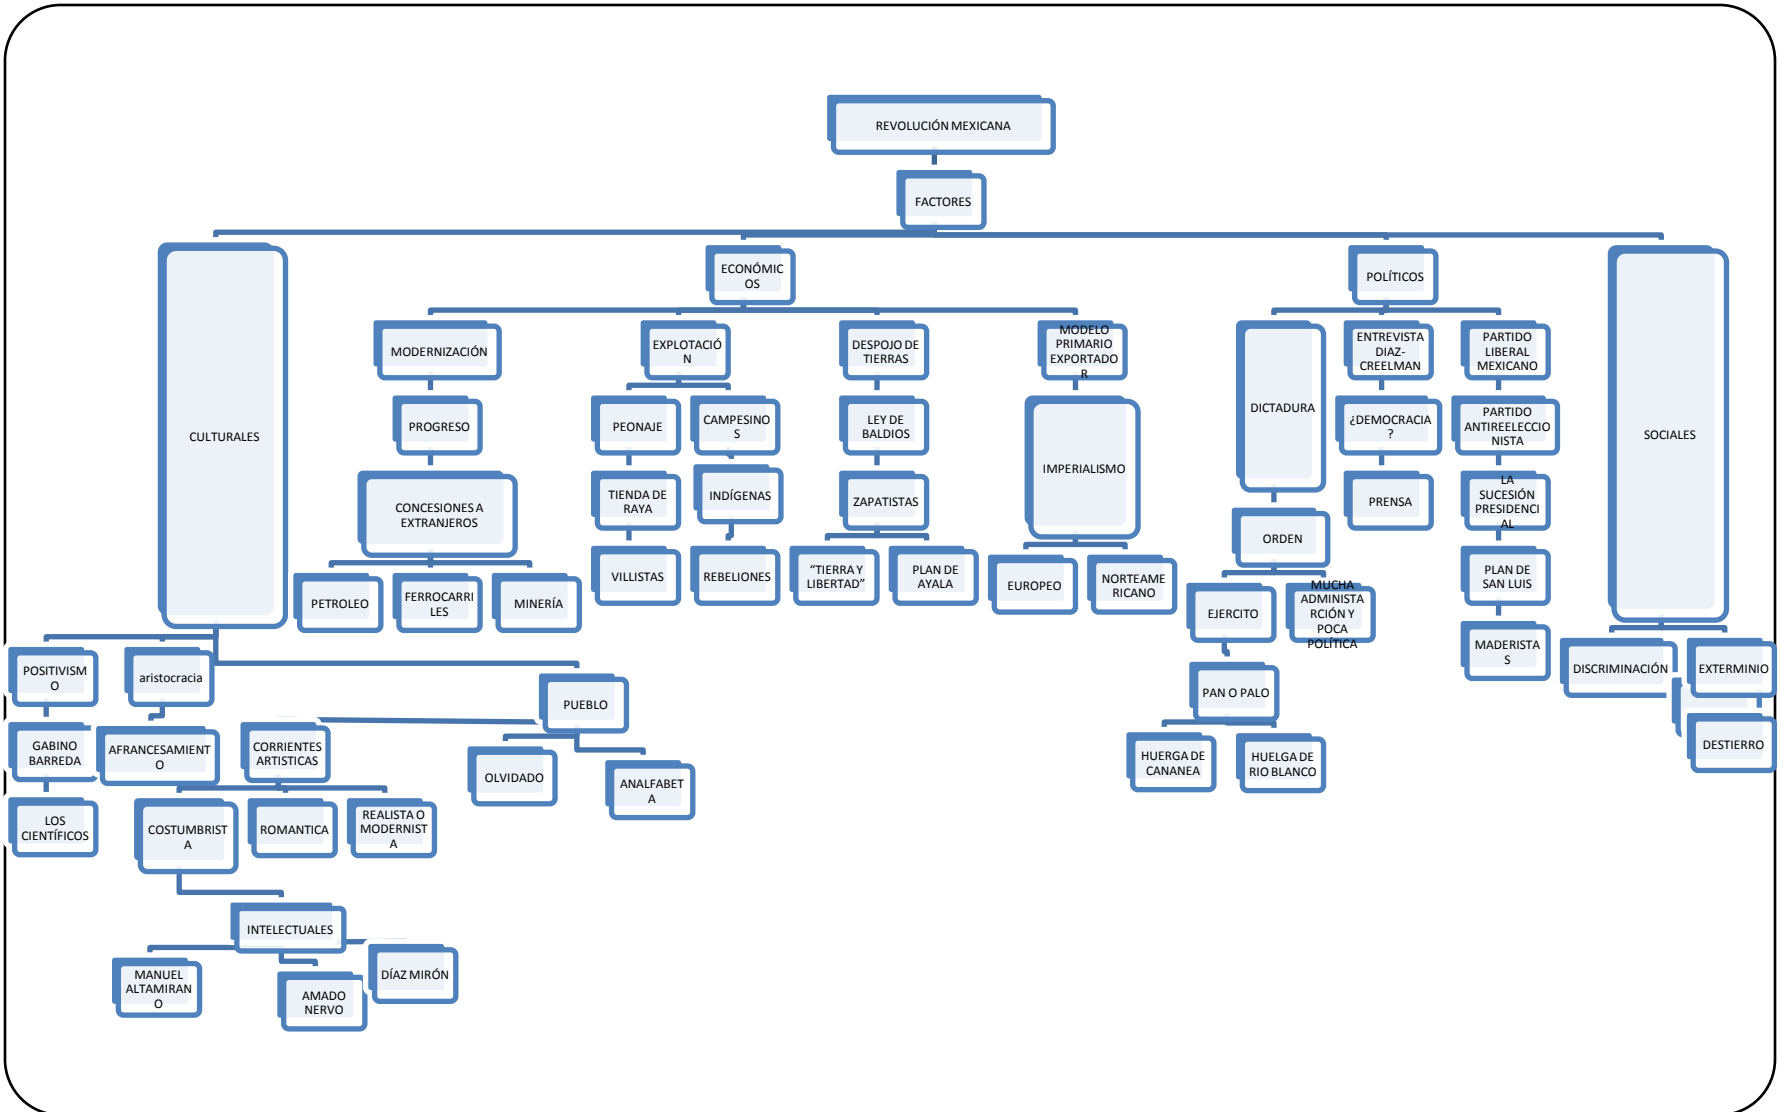 REVOLUCIÓN MEXICANA
FACTORES
CULTURALES
ECONÓMIC
OS
POLÍTICOS
SOCIALES
MODERNIZACIÓN
EXPLOTACIÓ
N
DESPOJO DE
TIERRAS
MODELO
PRIMARIO
EXPORTADO
R
DICTADURA
ENTREVISTA
DIAZ-
CREELMAN
PARTIDO
LIBERAL
MEXICANO
PROGRESO
PEONAJE
CAMPESINO
S
LEY DE
BALDIOS
IMPERIALISMO
¿DEMOCRACIA
?
PARTIDO
ANTIREELECCIO
NISTA
CONCESIONES A
EXTRANJEROS
TIENDA DE
RAYA
INDÍGENAS
ZAPATISTAS
ORDEN
PRENSA
LA
SUCESIÓN
PRESIDENCI
AL
PETROLEO
FERROCARRI
LES
MINERÍA
VILLISTAS
REBELIONES
“TIERRA Y
LIBERTAD”
PLAN DE
AYALA
EUROPEO
NORTEAME
RICANO
EJERCITO
MUCHA
ADMINISTA
RCIÓN Y
POCA
POLÍTICA
PLAN DE
SAN LUIS
MADERISTA
S
POSITIVISM
O
aristocracia
PUEBLO
PAN O PALO
DISCRIMINACIÓN
EXTERMINIO
GABINO
BARREDA
AFRANCESAMIENT
O
CORRIENTES
ARTISTICAS
OLVIDADO
ANALFABET
A
HUERGA DE
CANANEA
HUELGA DE
RIO BLANCO
DESTIERRO
LOS
CIENTÍFICOS
COSTUMBRIST
A
ROMANTICA
REALISTA O
MODERNIST
A
INTELECTUALES
MANUEL
ALTAMIRAN
O
AMADO
NERVO
DÍAZ MIRÓN